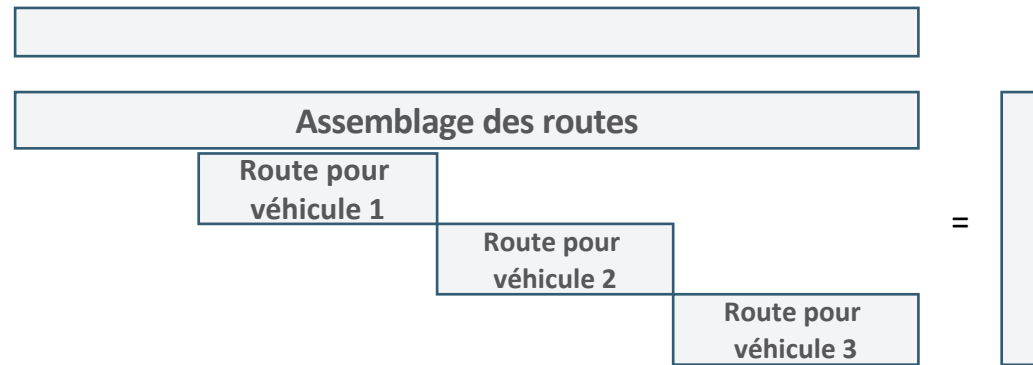 Assemblage des routes
Route pour
véhicule 1
Route pour
véhicule 2
=
Route pour
véhicule 3